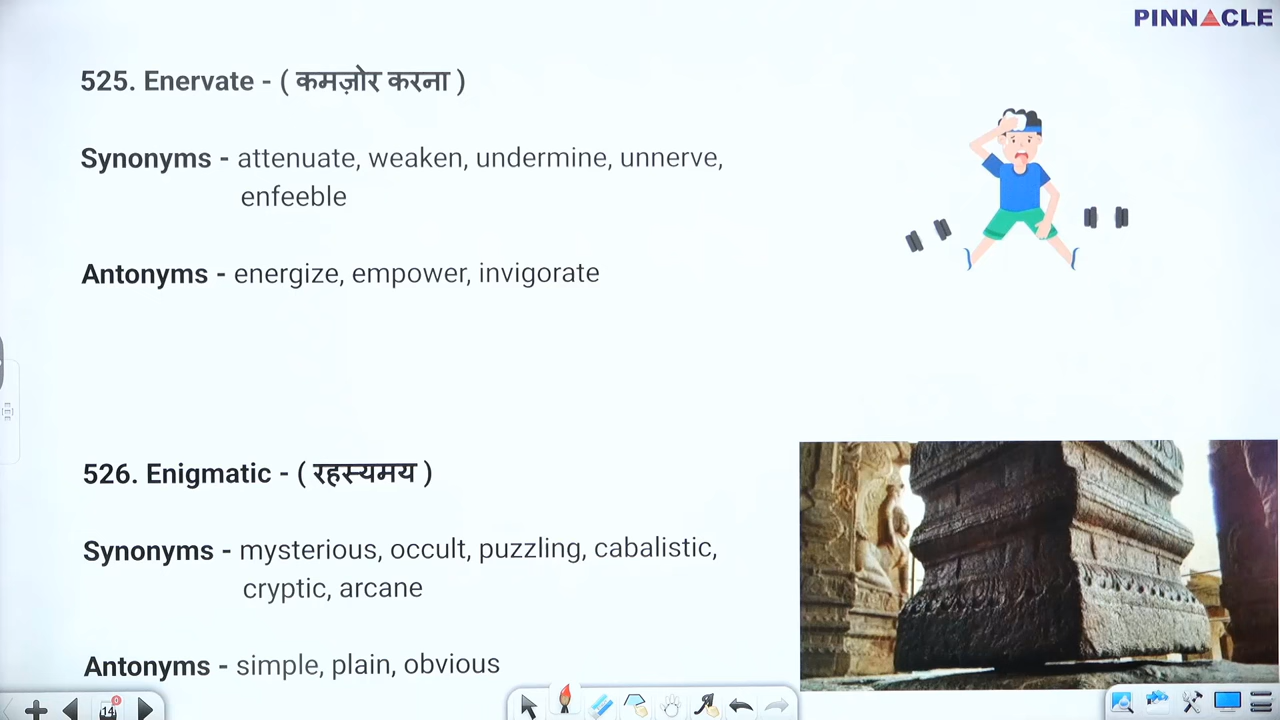 PINNACLE
525. Enervate - ( कमज़ोर करना )
Synonyms - attenuate, weaken, undermine, unnerve,
enfeeble
Antonyms - energize, empower, invigorate
526. Enigmatic - ( रहस्यमय )
Synonyms - mysterious, occult, puzzling, cabalistic,
cryptic, arcane
Antonyms - simple, plain, obvious
14